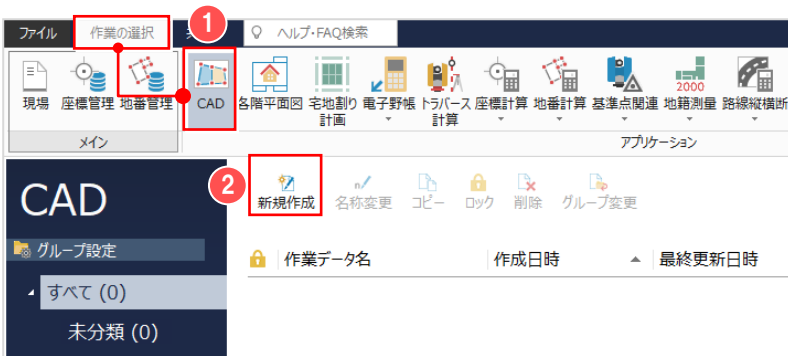 ファイル 作業の選択 1 ヘルプ・FAQ検索
現場 座標管理 地番管理 CAD 各階平面図 宅地割り 電子野帳 トラバース 座標計算 地番計算 基準点関連 2000 地籍測量 路線縦横断
計画 計算
メイン アプリケーション
CAD
2 新規作成 名称変更 コピー ロック 削除 グループ変更
グループ設定
作業データ名 作成日時 最終更新日時
すべて (0)
未分類 (0)